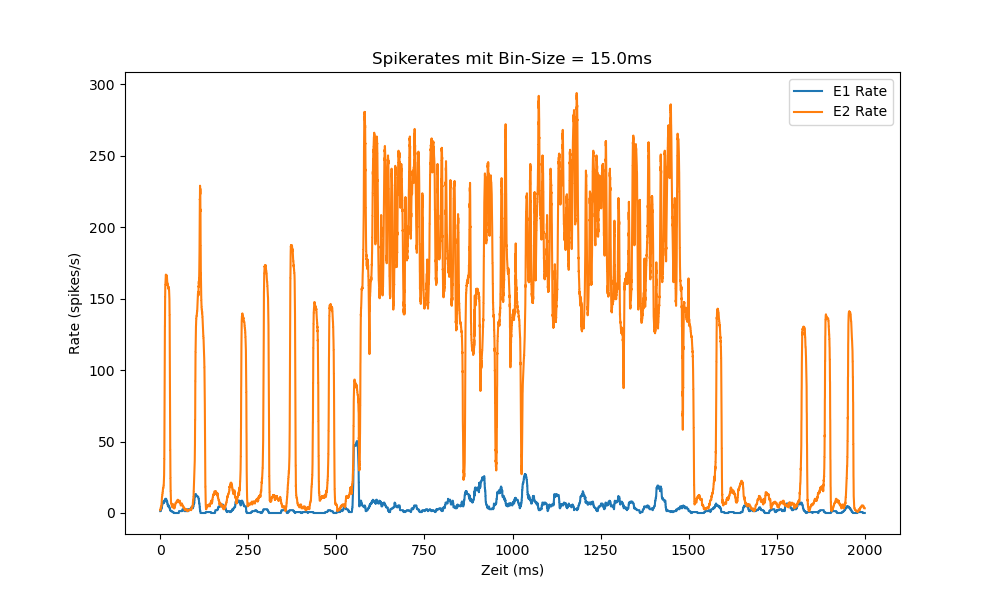 Spikerates mit Bin-Size = 15.0ms
E1 Rate
E2 Rate
Rate (spikes/s)
300
250
200
150
100
50
0
0 250 500 750 1000 1250 1500 1750 2000
Zeit (ms)